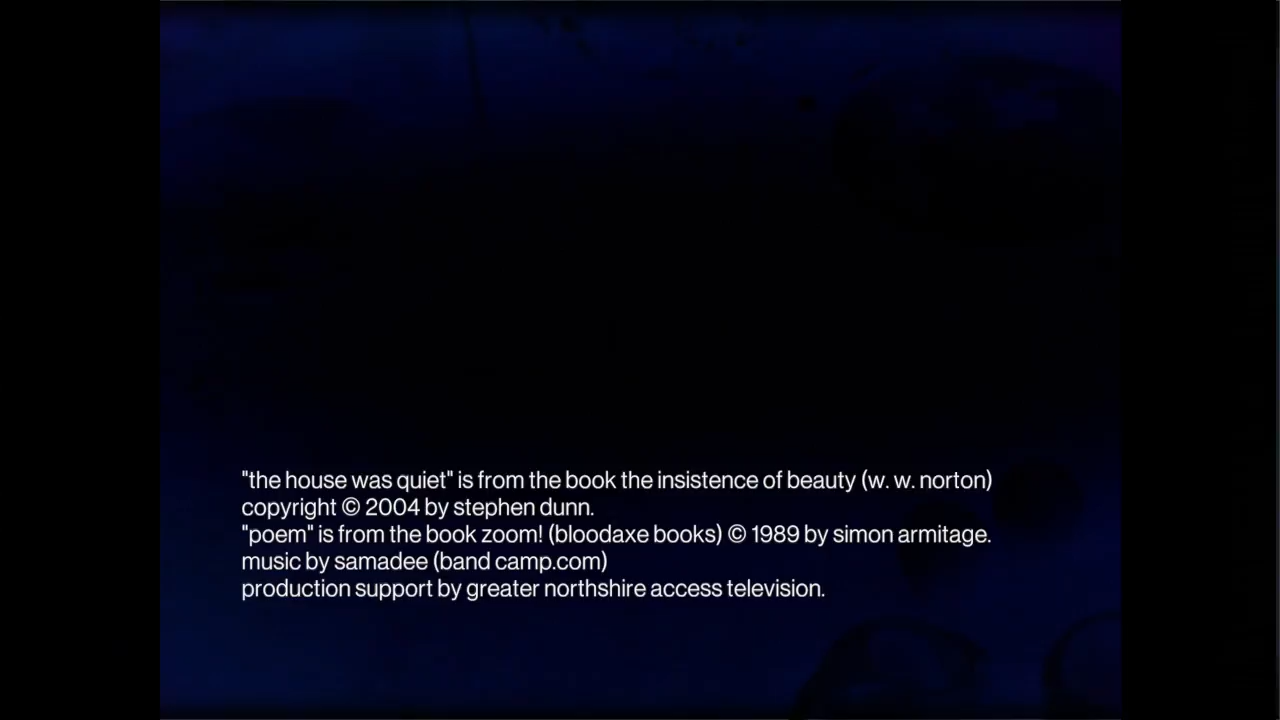 "the house was quiet" is from the book the insistence of beauty (w. w. norton)
copyright © 2004 by stephen dunn.
"poem" is from the book zoom! (bloodaxe books) © 1989 by simon armitage.
music by samadee (band camp.com)
production support by greater northshire access television.